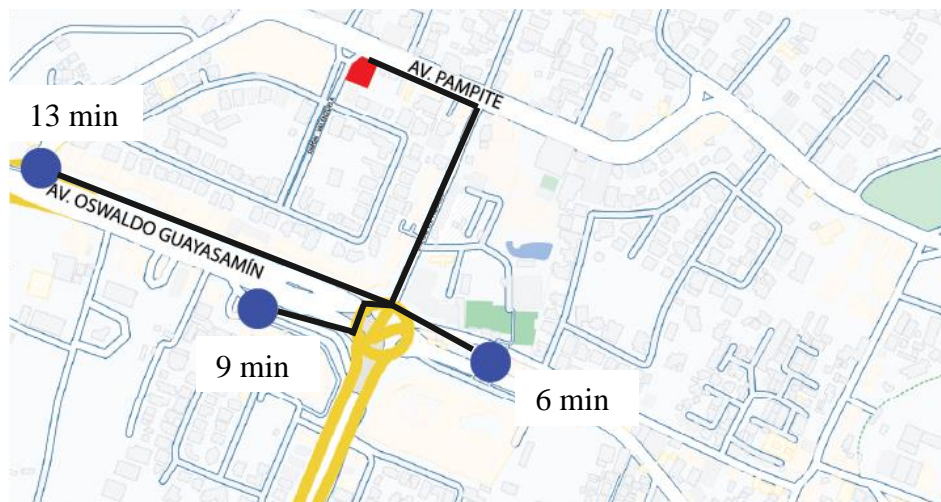 AV. PAMPITE
13 min
AV. OSWALDO GUAYASAMÍN
9 min
6 min